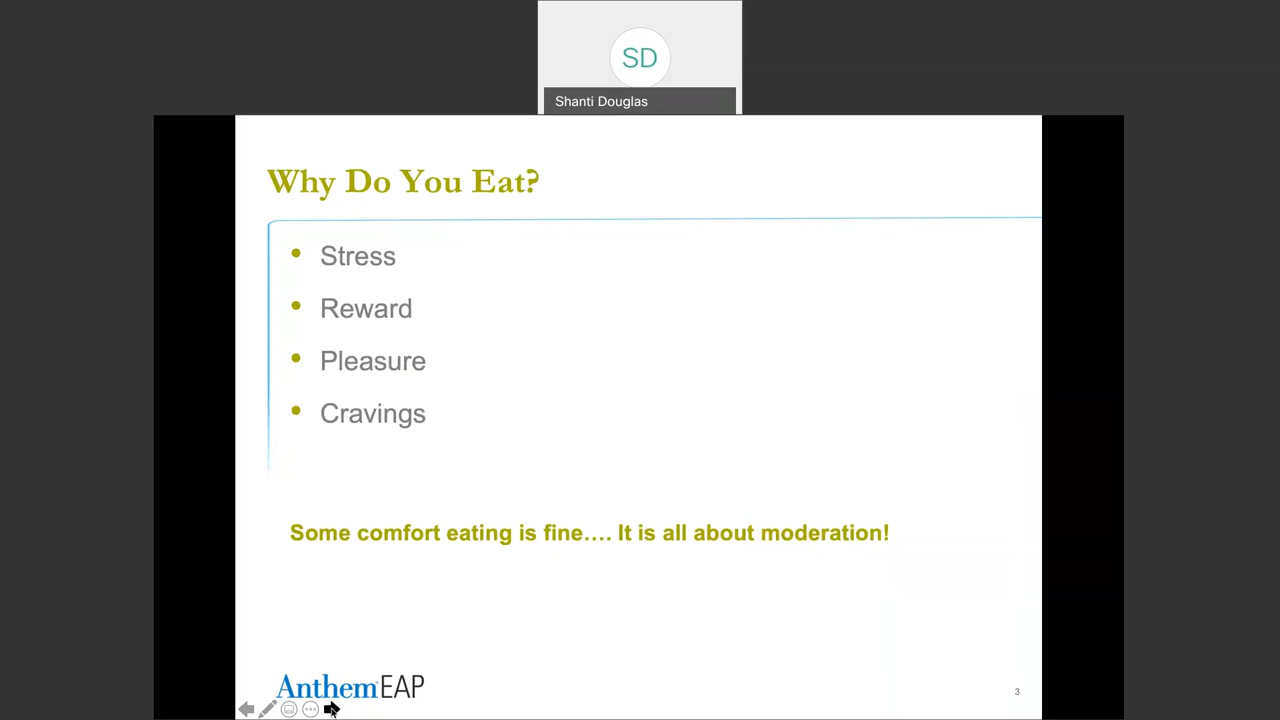 SD
Shanti Douglas
Why Do You Eat?
• Stress
• Reward
• Pleasure
• Cravings
Some comfort eating is fine…. It is all about moderation!
Anthem EAP
3